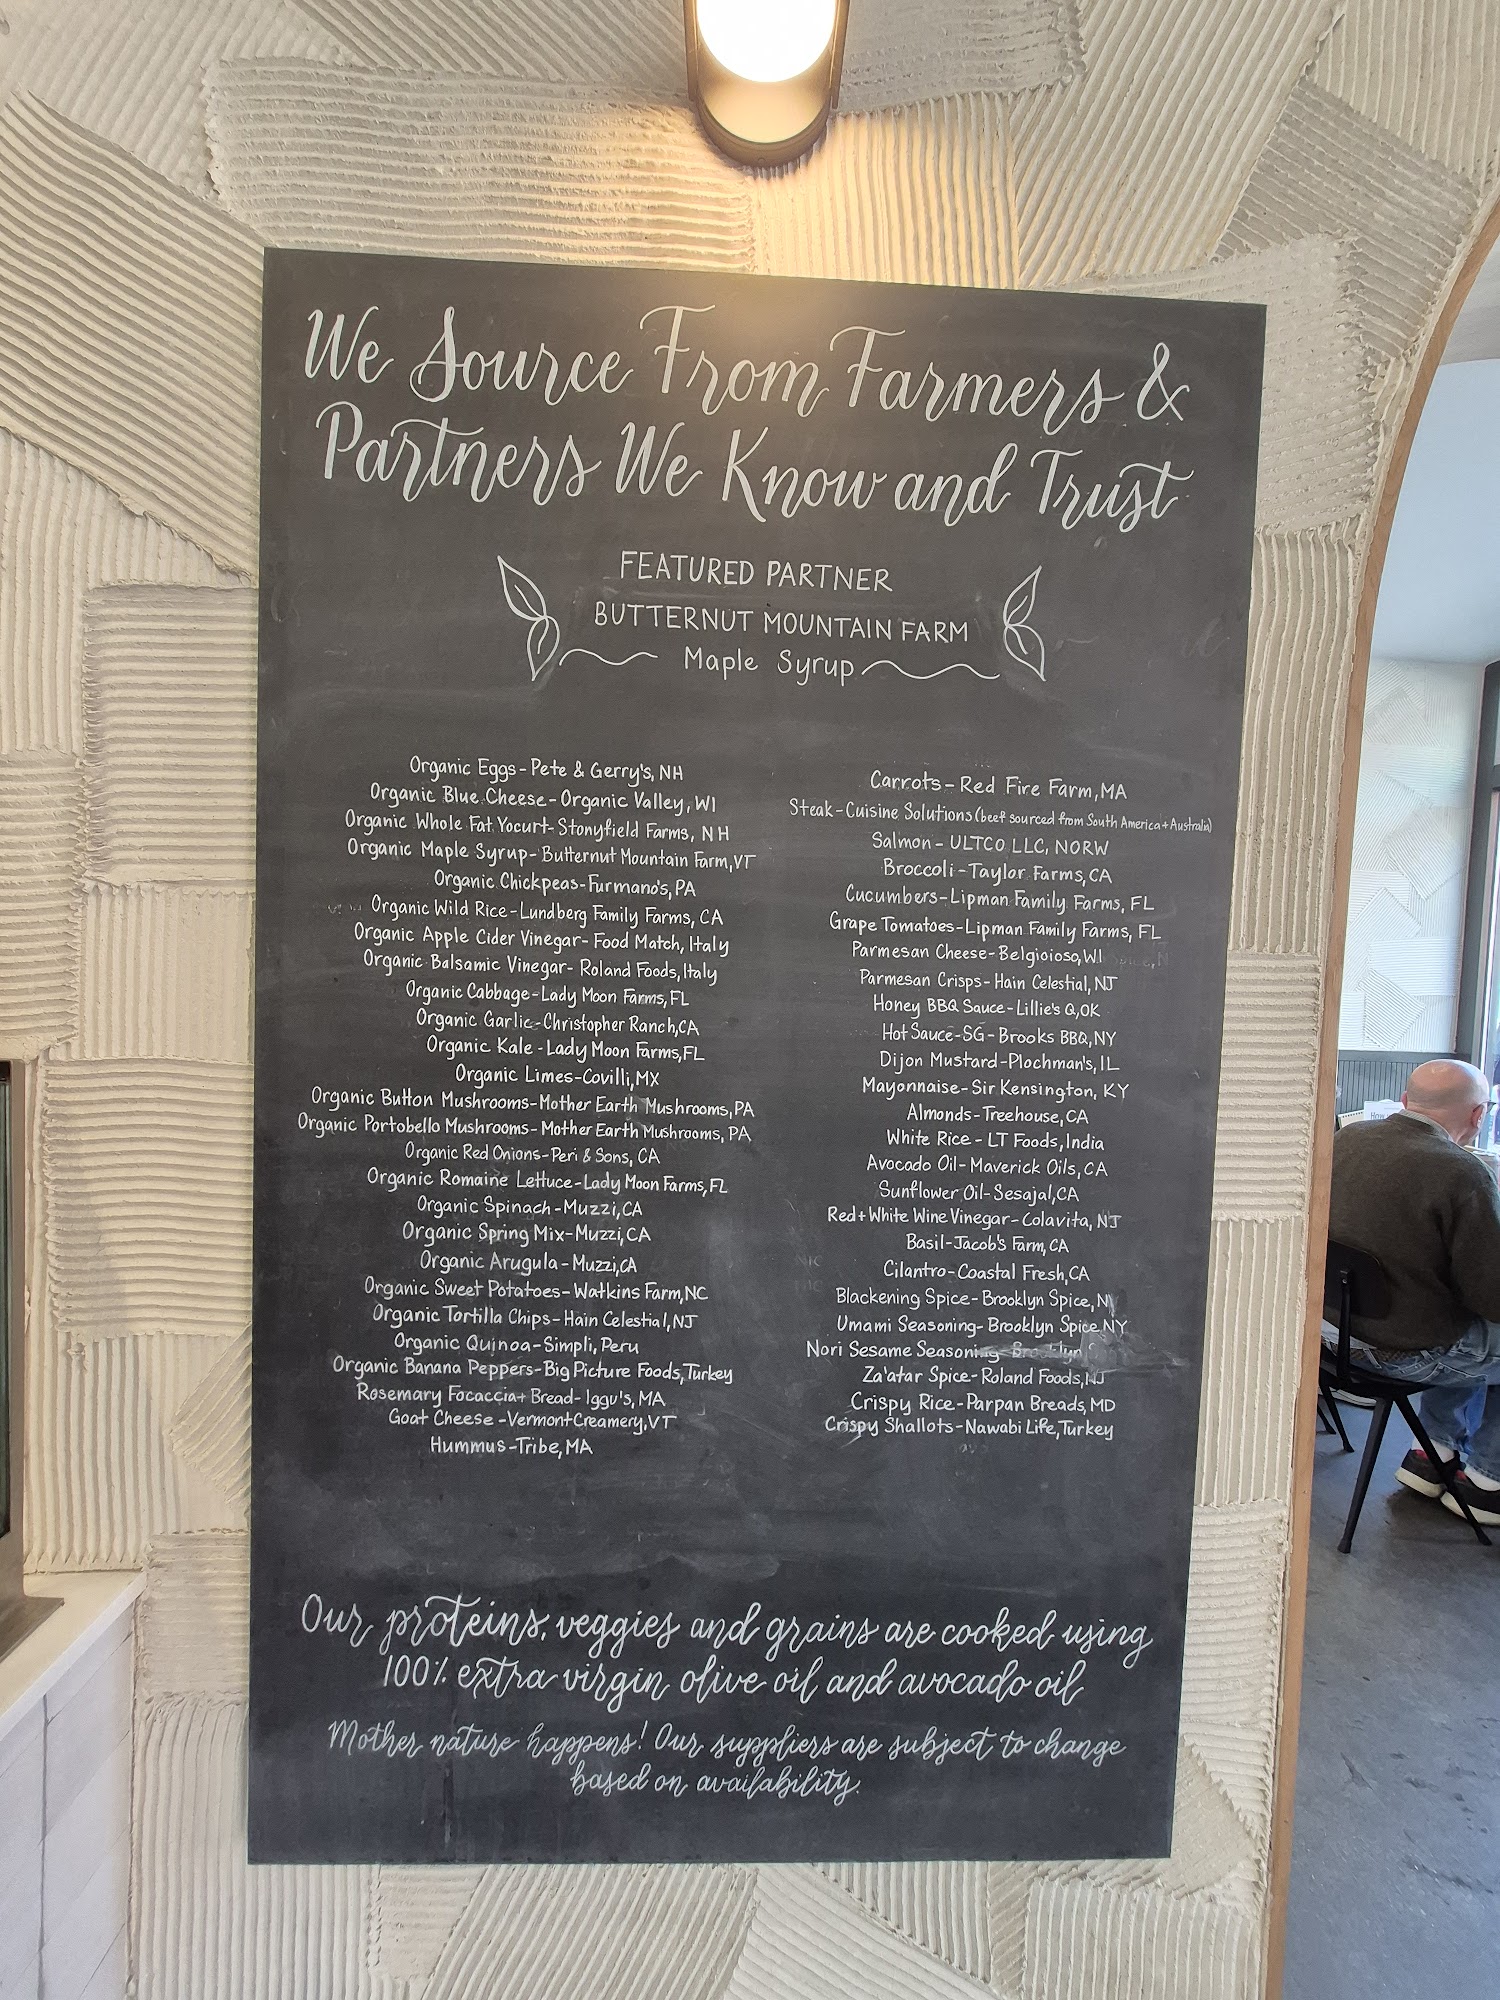 We Source From Farmers &
Partners We Know and Trust
FEATURED PARTNER
BUTTERNUT MOUNTAIN FARM
Maple Syrup
Organic Eggs-Pete & Gerry's, NH
Organic Blue Cheese-Organic Valley, WI
Organic Whole Fat Yocurt-Stonyfield Farms, NH
Organic Maple Syrup-Butternut Mountain Farm, VT
Organic Chickpeas-Furmano's, PA
Organic Wild Rice-Lundberg Family Farms, CA
Organic Apple Cider Vinegar-Food Match, Italy
Organic Balsamic Vinegar-Roland Foods, Italy
Organic Cabbage-Lady Moon Farms, FL
Organic Garlic-Christopher Ranch, CA
Organic Kale-Lady Moon Farms, FL
Organic Limes-Covilli, MX
Organic Button Mushrooms-Mother Earth Mushrooms, PA
Organic Portobello Mushrooms-Mother Earth Mushrooms, PA
Organic Red Onions-Peri & Sons, CA
Organic Romaine Lettuce-Lady Moon Farms, FL
Organic Spinach-Muzzi, CA
Organic Spring Mix-Muzzi, CA
Organic Arugula-Muzzi, CA
Organic Sweet Potatoes-Watkins Farm, NC
Organic Tortilla Chips-Hain Celestial, NJ
Organic Quinoa-Simpli, Peru
Organic Banana Peppers-Big Picture Foods, Turkey
Rosemary Focaccia+ Bread-Iggy's, MA
Goat Cheese-Vermont Creamery, VT
Hummus-Tribe, MA
Carrots-Red Fire Farm, MA
Steak-Cuisine Solutions (beef sourced from South America+Australia)
Salmon-ULTCO LLC, NORW
Broccoli-Taylor Farms, CA
Cucumbers-Lipman Family Farms, FL
Grape Tomatoes-Lipman Family Farms, FL
Parmesan Cheese-Belgioioso, WI
Parmesan Crisps-Hain Celestial, NJ
Honey BBQ Sauce-Lillie's Q, OK
Hot Sauce-SG-Brooks BBQ, NY
Dijon Mustard-Plochman's, IL
Mayonnaise-Sir Kensington, KY
Almonds-Treehouse, CA
White Rice-LT Foods, India
Avocado Oil-Maverick Oils, CA
Sunflower Oil-Sesajal, CA
Red+White Wine Vinegar-Colavita, NJ
Basil-Jacob's Farm, CA
Cilantro-Coastal Fresh, CA
Blackening Spice-Brooklyn Spice,
Umami Seasoning-Brooklyn Spice NY
Nori Sesame Seasoning-Brooklyn
Za'atar Spice-Roland Foods, NJ
Crispy Rice-Parpan Breads, MD
Crispy Shallots-Nawabi Life, Turkey
Our proteins, veggies and grains are cooked using
100% extra virgin olive oil and avocado oil
Mother nature happens! Our suppliers are subject to change
based on availability.